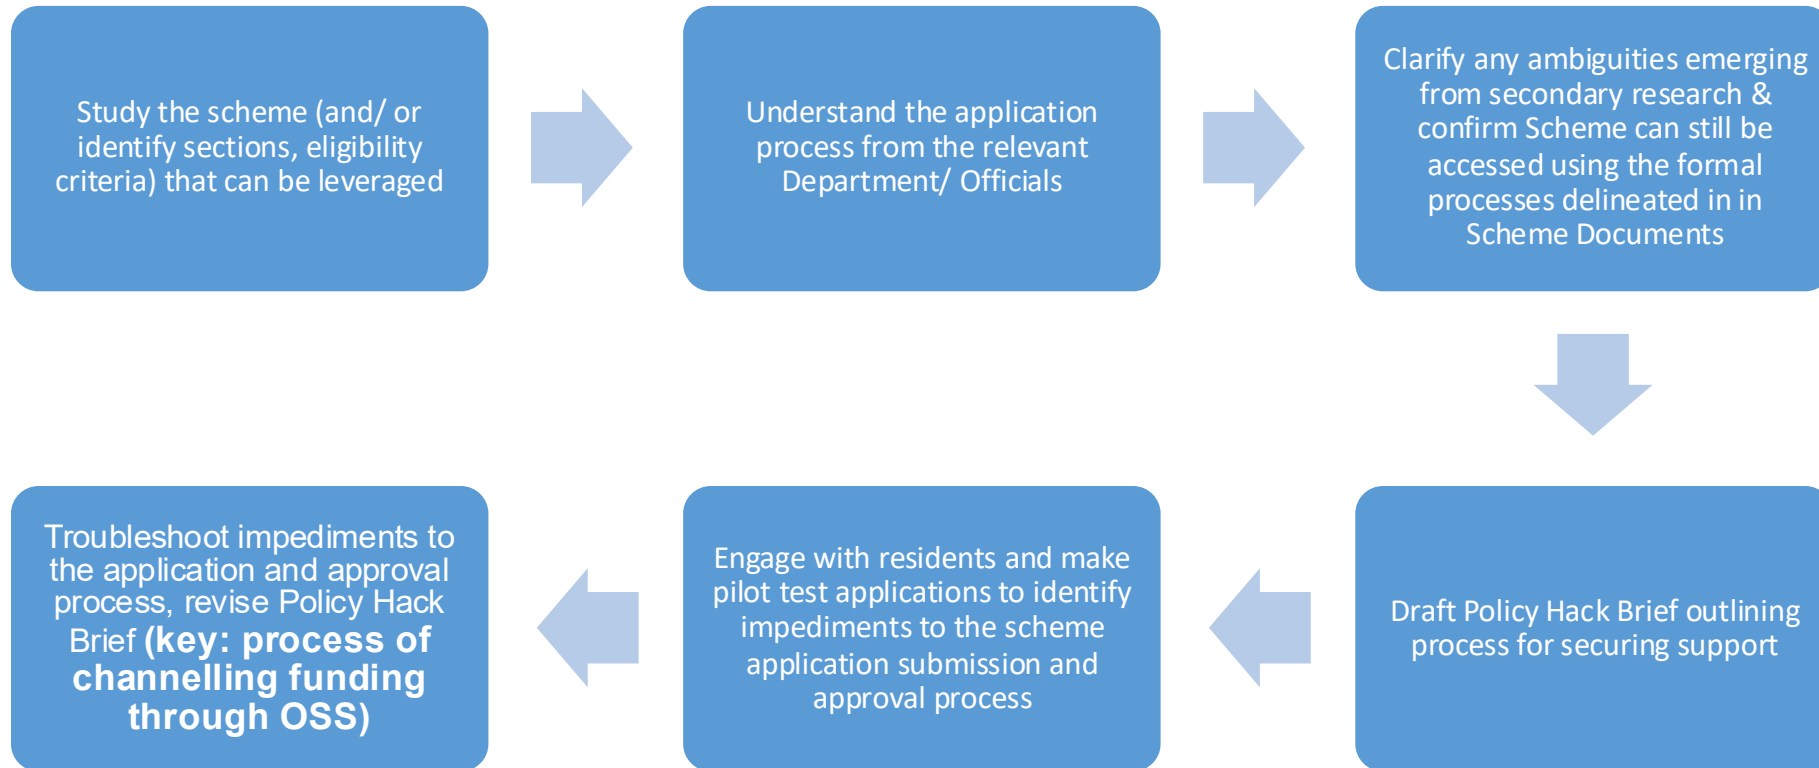 Study the scheme (and/ or
identify sections, eligibility
criteria) that can be leveraged
Understand the application
process from the relevant
Department/ Officials
Clarify any ambiguities emerging
from secondary research &
confirm Scheme can still be
accessed using the formal
processes delineated in in
Scheme Documents
Draft Policy Hack Brief outlining
process for securing support
Engage with residents and make
pilot test applications to identify
impediments to the scheme
application submission and
approval process
Troubleshoot impediments to
the application and approval
process, revise Policy Hack
Brief (key: process of
channelling funding
through OSS)